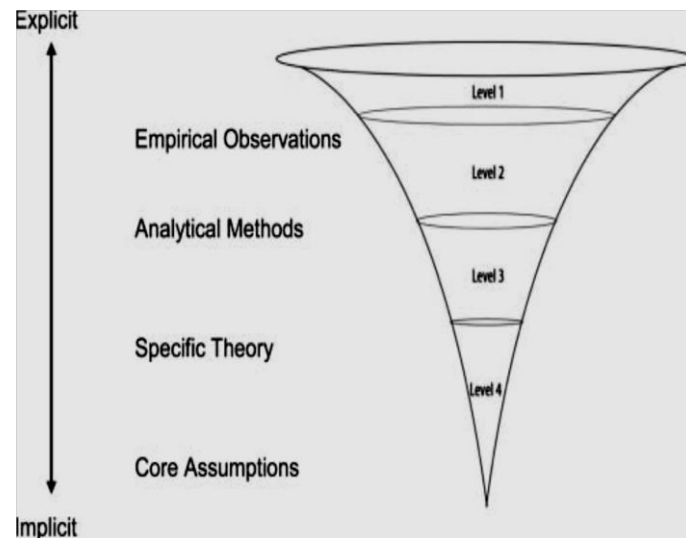 Explicit
Level 1
Empirical Observations
Level 2
Analytical Methods
Level 3
Specific Theory
Level 4
Core Assumptions
Implicit